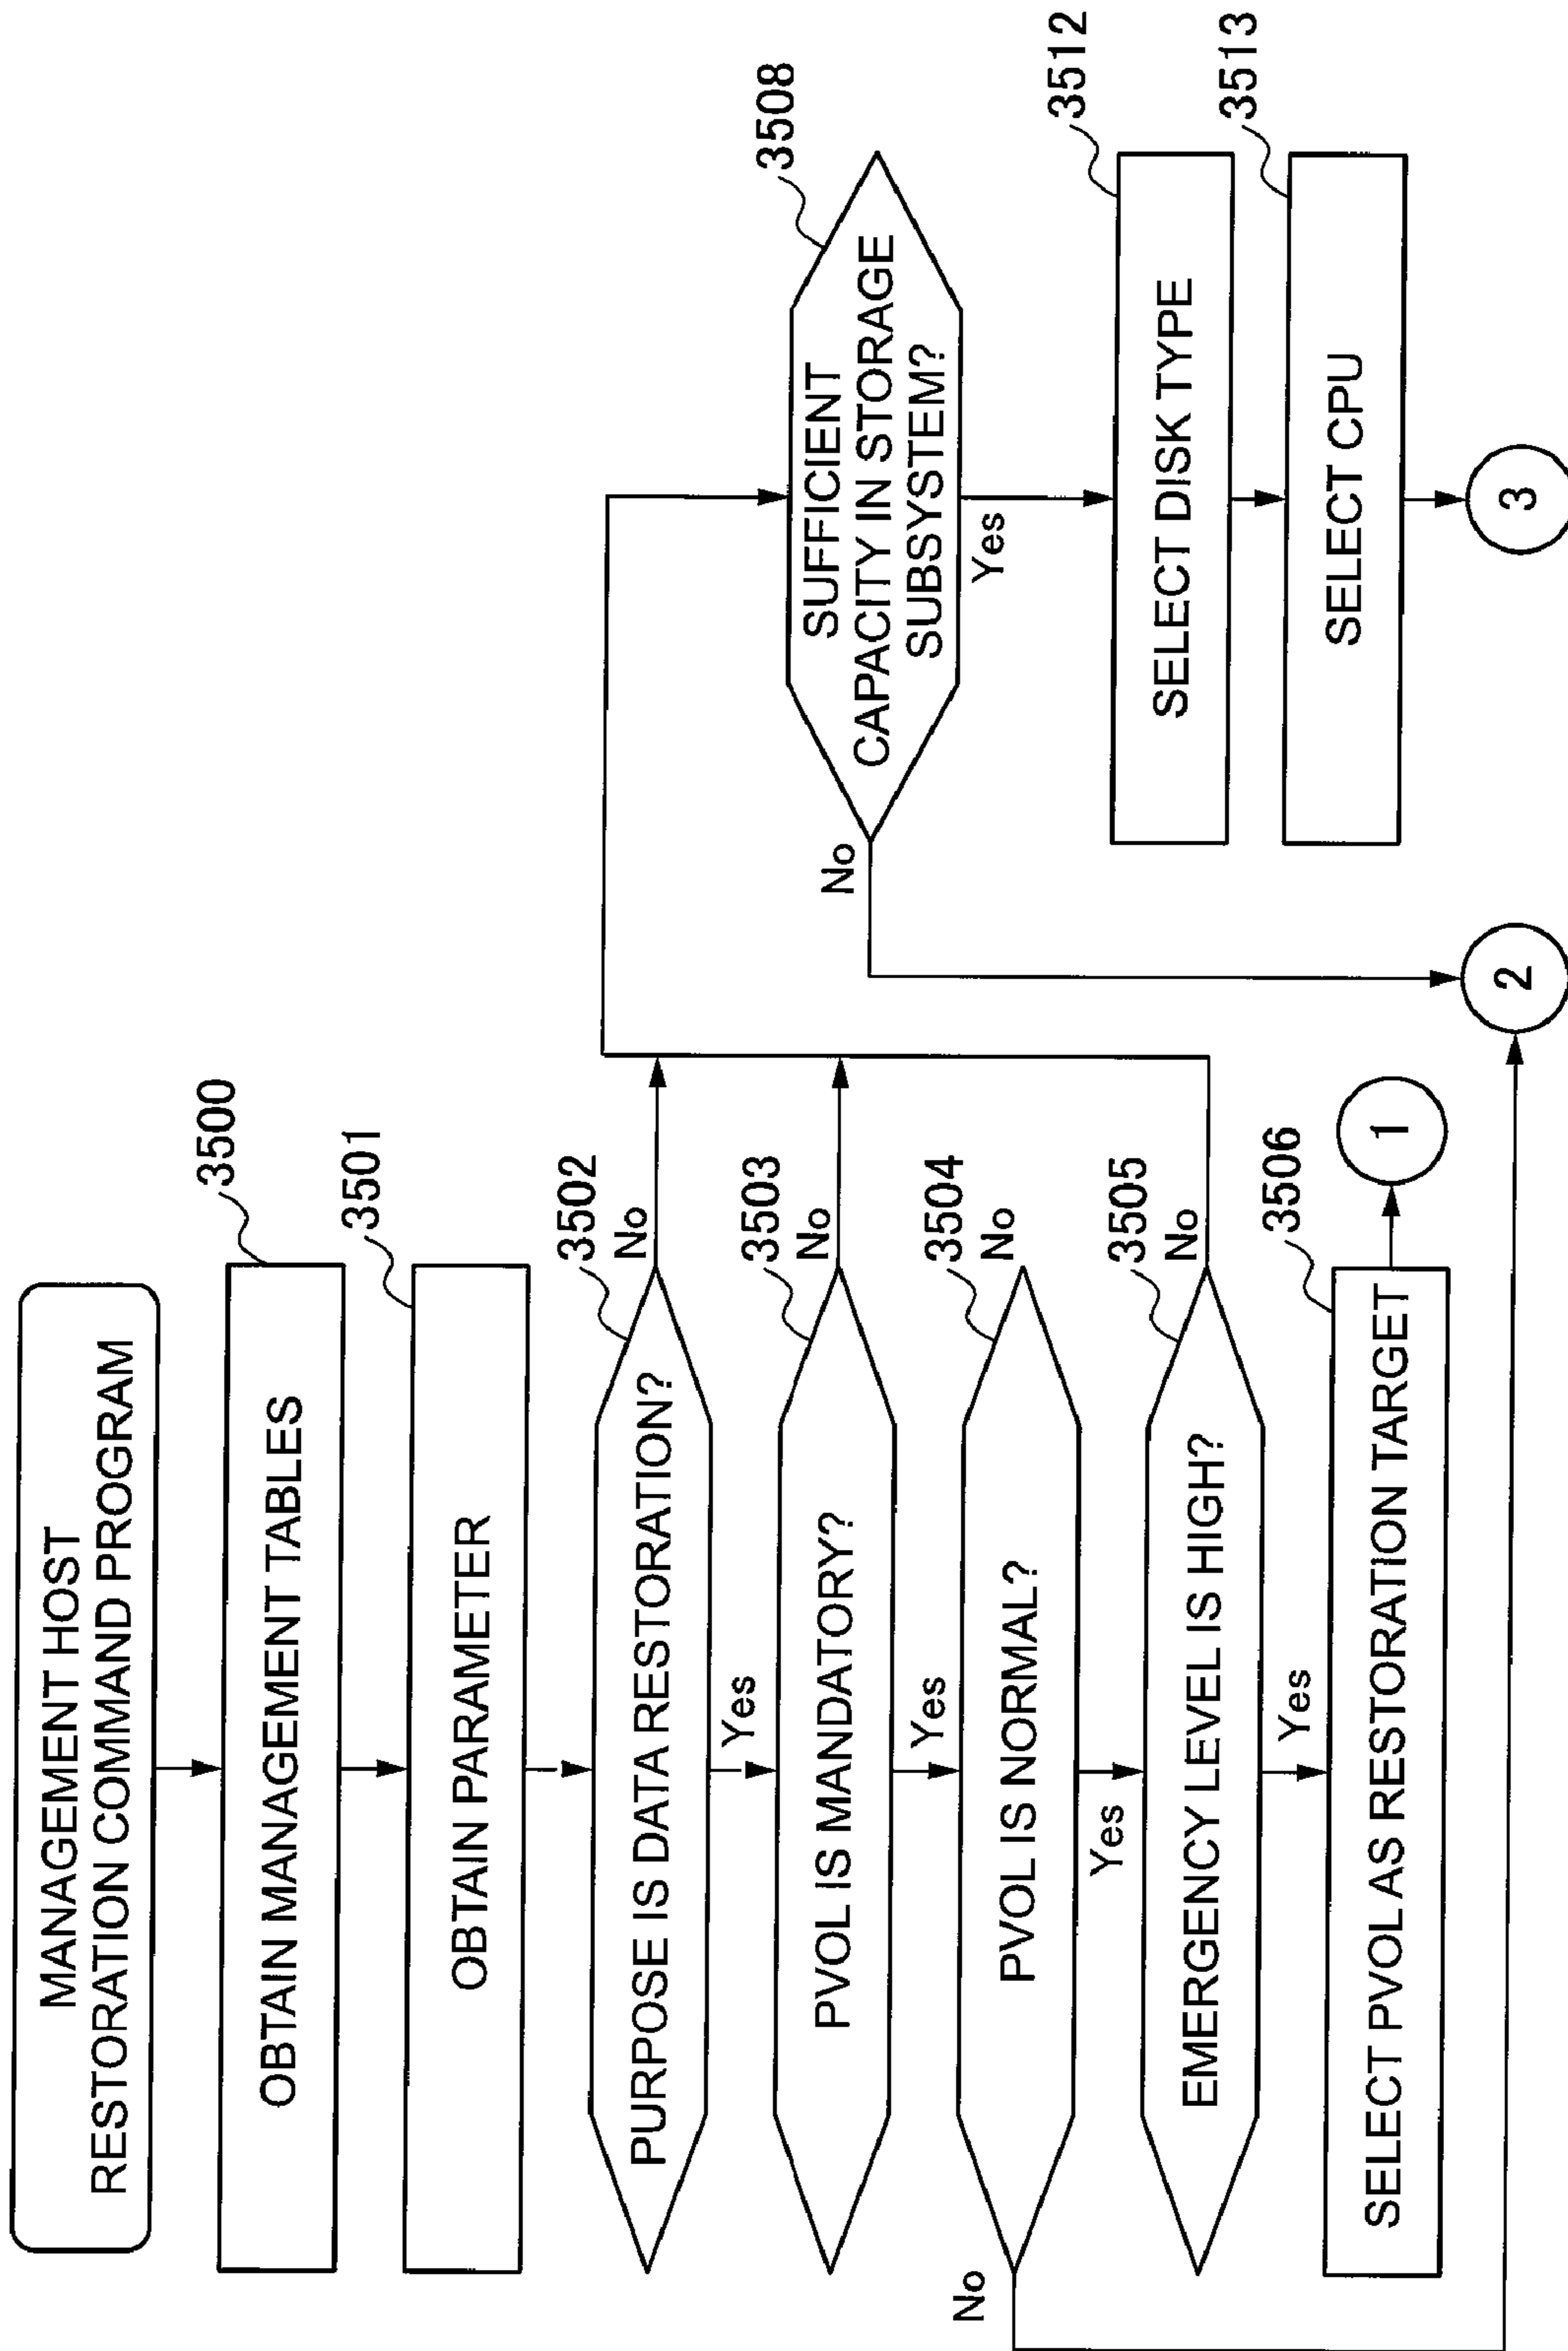 MANAGEMENT HOST
RESTORATION COMMAND PROGRAM
3500
OBTAIN MANAGEMENT TABLES
3501
OBTAIN PARAMETER
3502
PURPOSE IS DATA RESTORATION?
No
Yes
3503
PVOL IS MANDATORY?
No
Yes
3504
No
PVOL IS NORMAL?
No
Yes
3505
EMERGENCY LEVEL IS HIGH?
No
Yes
3506
SELECT PVOL AS RESTORATION TARGET
1
2
3508
SUFFICIENT
CAPACITY IN STORAGE
SUBSYSTEM?
No
Yes
3512
SELECT DISK TYPE
3513
SELECT CPU
3